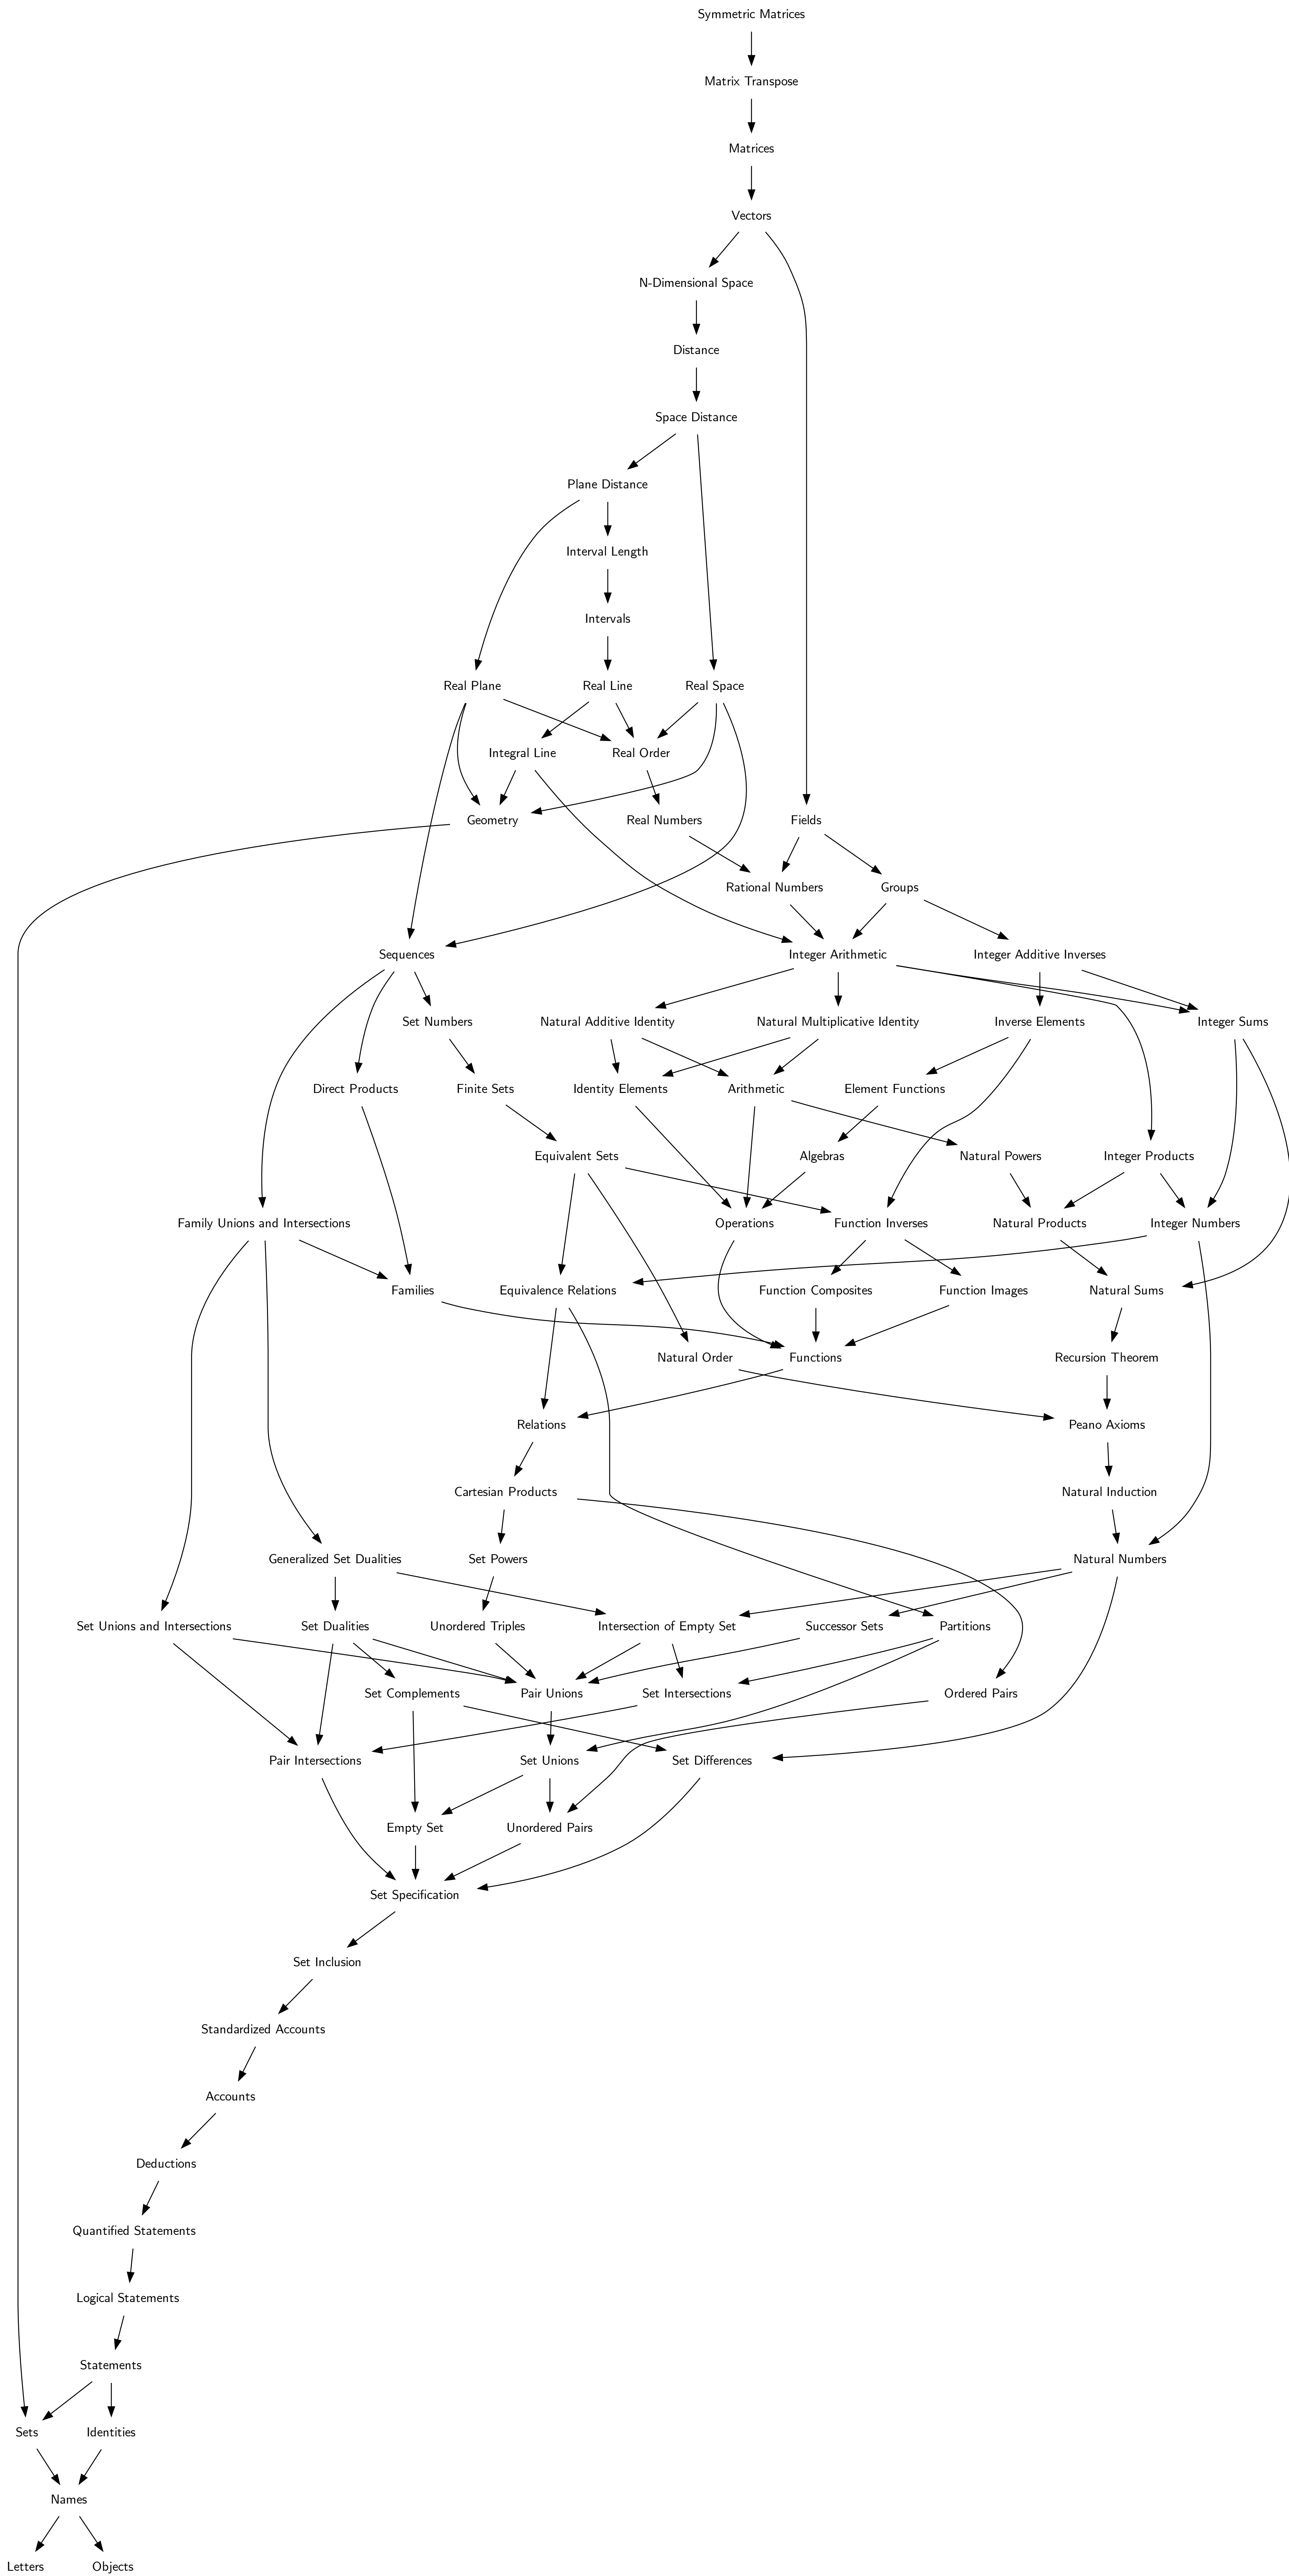 Symmetric Matrices
Matrix Transpose
Matrices
Vectors
N-Dimensional Space
Distance
Space Distance
Plane Distance
Interval Length
Intervals
Real Plane
Real Line
Real Space
Integral Line
Real Order
Geometry
Real Numbers
Fields
Rational Numbers
Groups
Sequences
Integer Arithmetic
Integer Additive Inverses
Set Numbers
Natural Additive Identity
Natural Multiplicative Identity
Inverse Elements
Integer Sums
Direct Products
Finite Sets
Identity Elements
Arithmetic
Element Functions
Equivalent Sets
Algebras
Natural Powers
Integer Products
Family Unions and Intersections
Operations
Function Inverses
Natural Products
Integer Numbers
Families
Equivalence Relations
Function Composites
Function Images
Natural Sums
Natural Order
Functions
Recursion Theorem
Relations
Peano Axioms
Cartesian Products
Natural Induction
Generalized Set Dualities
Set Powers
Natural Numbers
Set Unions and Intersections
Set Dualities
Unordered Triples
Intersection of Empty Set
Successor Sets
Partitions
Set Complements
Pair Unions
Set Intersections
Ordered Pairs
Pair Intersections
Set Unions
Set Differences
Empty Set
Unordered Pairs
Set Specification
Set Inclusion
Standardized Accounts
Accounts
Deductions
Quantified Statements
Logical Statements
Statements
Sets
Identities
Names
Letters
Objects